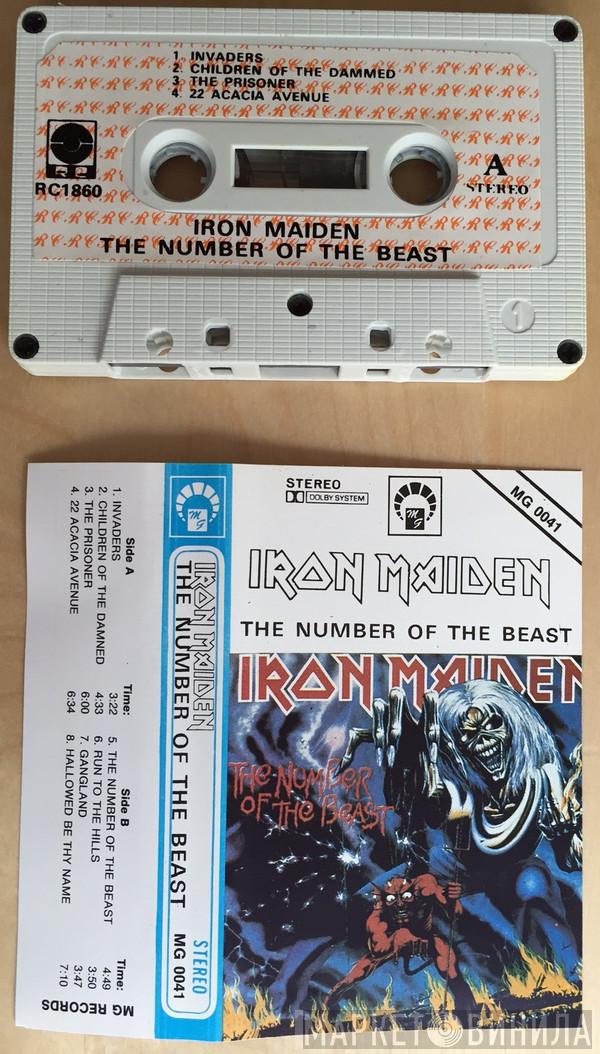 1. INVADERS
2. CHILDREN OF THE DAMMED
3. THE PRISONER
4. 22 ACACIA AVENUE
RC1860
A
STEREO
IRON MAIDEN
THE NUMBER OF THE BEAST
1
STEREO
DOLBY SYSTEM
MG
MG 0041
IRON MAIDEN
THE NUMBER OF THE BEAST
IRON MAIDEN
THE NUMBER
OF THE BEAST
MG
IRON MAIDEN
THE NUMBER OF THE BEAST
STEREO
MG 0041
Side A Time:
1. INVADERS 3:22
2. CHILDREN OF THE DAMNED 4:33
3. THE PRISONER 6:00
4. 22 ACACIA AVENUE 6:34
Side B Time:
5. THE NUMBER OF THE BEAST 4:49
6. RUN TO THE HILLS 3:50
7. GANGLAND 3:47
8. HALLOWED BE THY NAME 7:10
MG RECORDS
МАРКЕТ ВИНИЛА